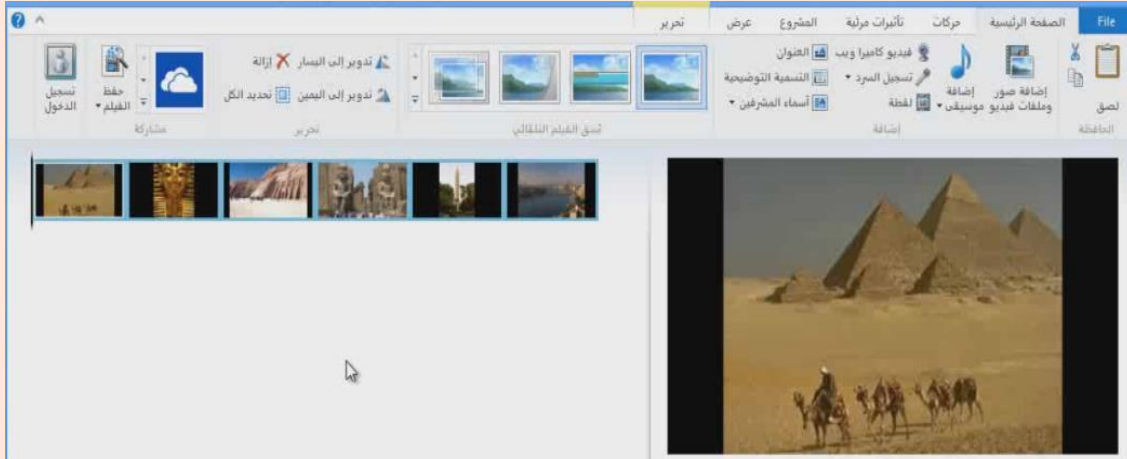 File الصفحة الرئيسية حركات تأثيرات مرئية المشروع عرض تحرير
لصق
الحافظة
إضافة صور
وملفات فيديو
إضافة
موسيقى
فيديو كاميرا ويب
تسجيل السرد
لقطة
العنوان
التسمية التوضيحية
أسماء المشرفين
إضافة
نسق الفيلم التلقائي
تدوير إلى اليسار
تدوير إلى اليمين
ازالة
تحديد الكل
تحرير
حفظ
الفيلم
مشاركة
تسجيل
الدخول